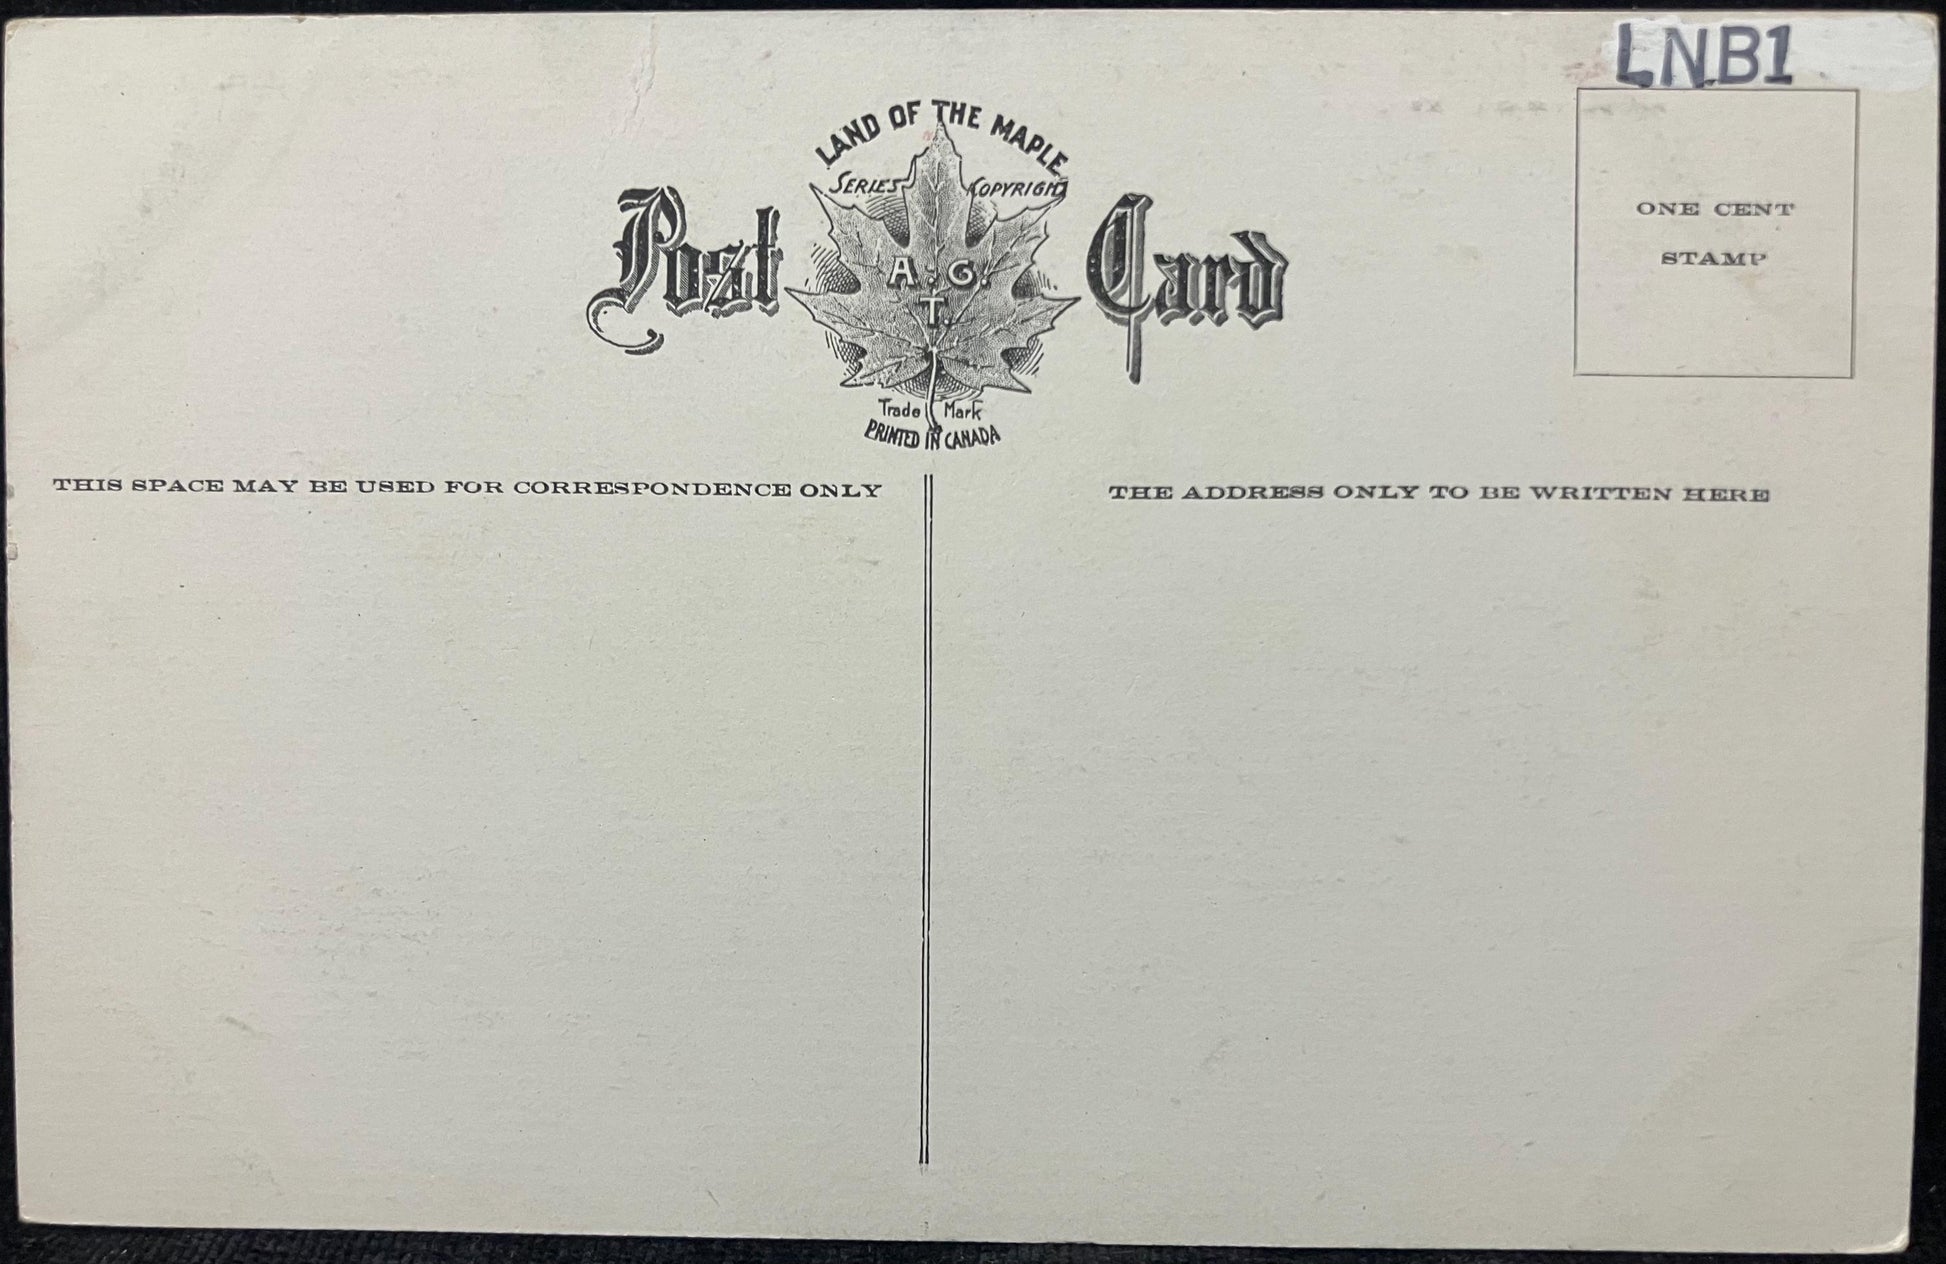 LNB1
LAND OF THE MAPLE
SERIES COPYRIGHT
Post Card
A. G.
T.
Trade Mark
PRINTED IN CANADA
ONE CENT
STAMP
THIS SPACE MAY BE USED FOR CORRESPONDENCE ONLY
THE ADDRESS ONLY TO BE WRITTEN HERE